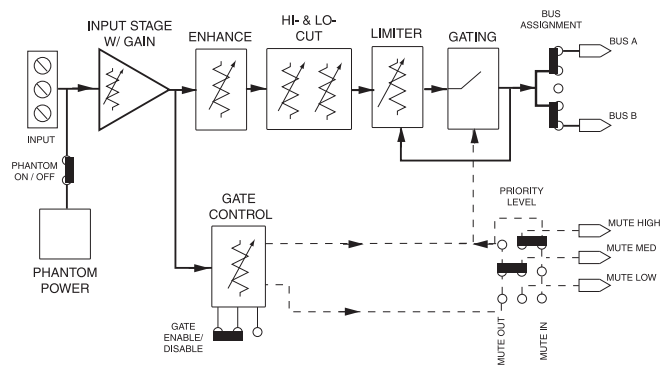 INPUT STAGE
W/ GAIN
ENHANCE
HI- & LO-
CUT
LIMITER
GATING
BUS
ASSIGNMENT
BUS A
BUS B
INPUT
PHANTOM
ON / OFF
PHANTOM
POWER
GATE
CONTROL
GATE
ENABLE/
DISABLE
PRIORITY
LEVEL
MUTE HIGH
MUTE MED
MUTE LOW
MUTE OUT
MUTE IN